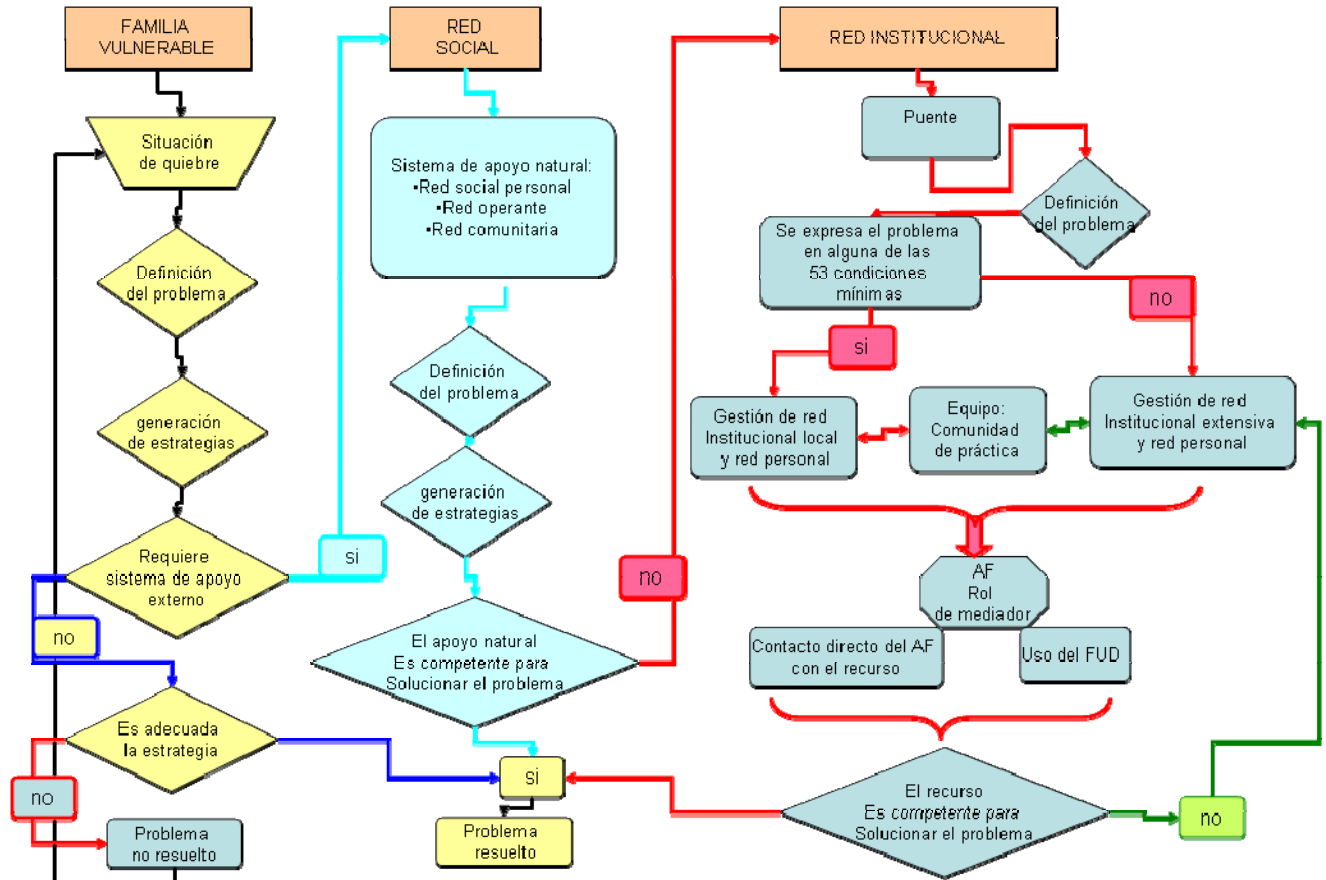 FAMILIA
VULNERABLE
Situación
de quiebre
Definición
del problema
generación
de estrategias
Requiere
sistema de apoyo
externo
si
no
Es adecuada
la estrategia
no
Problema
no resuelto
RED
SOCIAL
Sistema de apoyo natural:
•Red social personal
•Red operante
•Red comunitaria
Definición
del problema
generación
de estrategias
El apoyo natural
Es competente para
Solucionar el problema
no
si
Problema
resuelto
RED INSTITUCIONAL
Puente
Definición
del problema
Se expresa el problema
en alguna de las
53 condiciones
mínimas
no
si
Gestión de red
Institucional local
y red personal
Equipo:
Comunidad
de práctica
Gestión de red
Institucional extensiva
y red personal
AF
Rol
de mediador
Contacto directo del AF
con el recurso
Uso del FUD
El recurso
Es competente para
Solucionar el problema
no